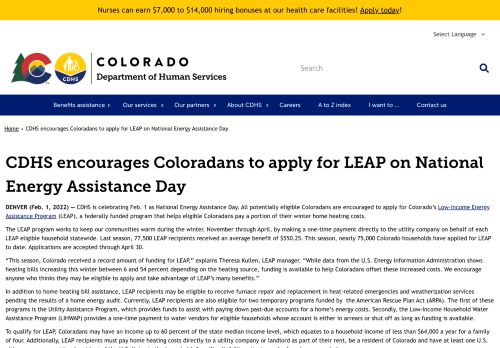 Nurses can earn $7,000 to $14,000 hiring bonuses at our health care facilities! Apply today!
Select Language
COLORADO
Department of Human Services
CDHS
Search
Benefits assistance
Our services
Our partners
About CDHS
Careers
A to Z index
I want to ...
Contact us
Home › CDHS encourages Coloradans to apply for LEAP on National Energy Assistance Day
CDHS encourages Coloradans to apply for LEAP on National
Energy Assistance Day
DENVER (Feb. 1, 2022) — CDHS is celebrating Feb. 1 as National Energy Assistance Day. All potentially eligible Coloradans are encouraged to apply for Colorado's Low-income Energy
Assistance Program (LEAP), a federally funded program that helps eligible Coloradans pay a portion of their winter home heating costs.
The LEAP program works to keep our communities warm during the winter, November through April, by making a one-time payment directly to the utility company on behalf of each
LEAP eligible household statewide. Last season, 77,500 LEAP recipients received an average benefit of $550.25. This season, nearly 75,000 Colorado households have applied for LEAP
to date. Applications are accepted through April 30.
“This season, Colorado received a record amount of funding for LEAP,” explains Theresa Kullen, LEAP manager. “While data from the U.S. Energy Information Administration shows
heating bills increasing this winter between 6 and 54 percent depending on the heating source, funding is available to help Coloradans offset these increased costs. We encourage
anyone who thinks they may be eligible to apply and take advantage of LEAP's many benefits.”
In addition to home heating bill assistance, LEAP recipients may be eligible to receive furnace repair and replacement in heat-related emergencies and weatherization services
pending the results of a home energy audit. Currently, LEAP recipients are also eligible for two temporary programs funded by the American Rescue Plan Act (ARPA). The first of these
programs is the Utility Assistance Program, which provides funds to assist with paying down past-due accounts for a home's energy costs. Secondly, the Low-Income Household Water
Assistance Program (LIHWAP) provides a one-time payment to water vendors for eligible households whose account is either in arrears or shut off as long as funding is available.
To qualify for LEAP, Coloradans may have an income up to 60 percent of the state median income level, which equates to a household income of less than $64,000 a year for a family
of four. Additionally, LEAP recipients must pay home heating costs directly to a utility company or landlord as part of their rent, be a resident of Colorado and have at least one U.S.